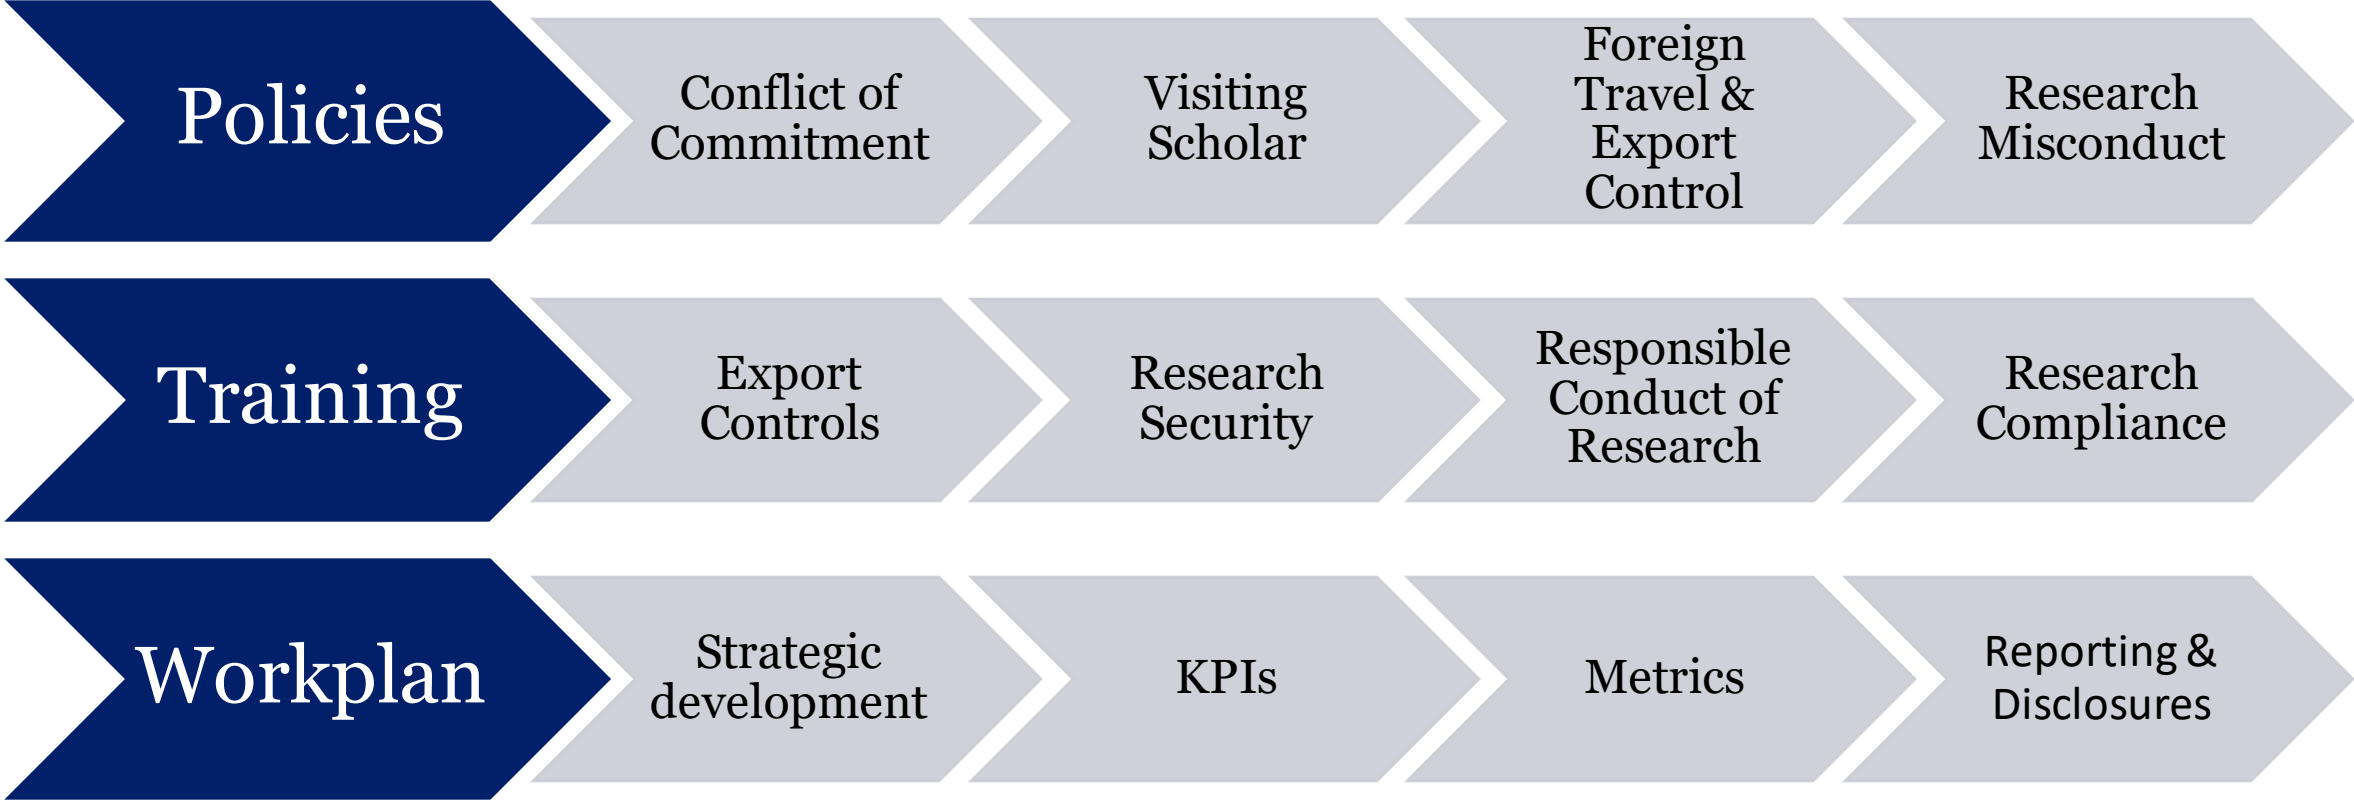 Policies
Conflict of
Commitment
Visiting
Scholar
Foreign
Travel &
Export
Control
Research
Misconduct
Training
Export
Controls
Research
Security
Responsible
Conduct of
Research
Research
Compliance
Workplan
Strategic
development
KPIs
Metrics
Reporting &
Disclosures